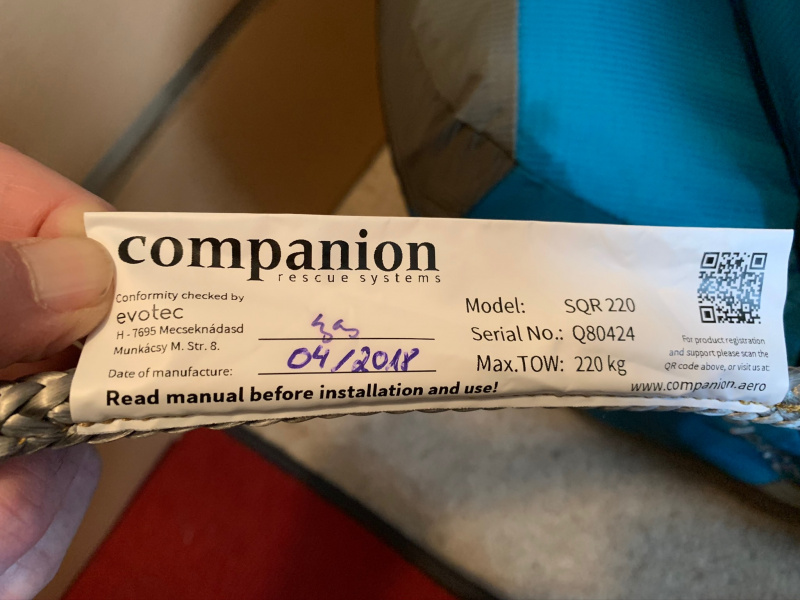 companion
rescue systems
Conformity checked by
evotec
H - 7695 Mecseknádasd
Munkácsy M. Str. 8.
Date of manufacture: 04/2018
Read manual before installation and use!
Model: SQR 220
Serial No.: Q80424
Max.TOW: 220 kg
For product registration
and support please scan the
QR code above, or visit us at:
www.companion.aero